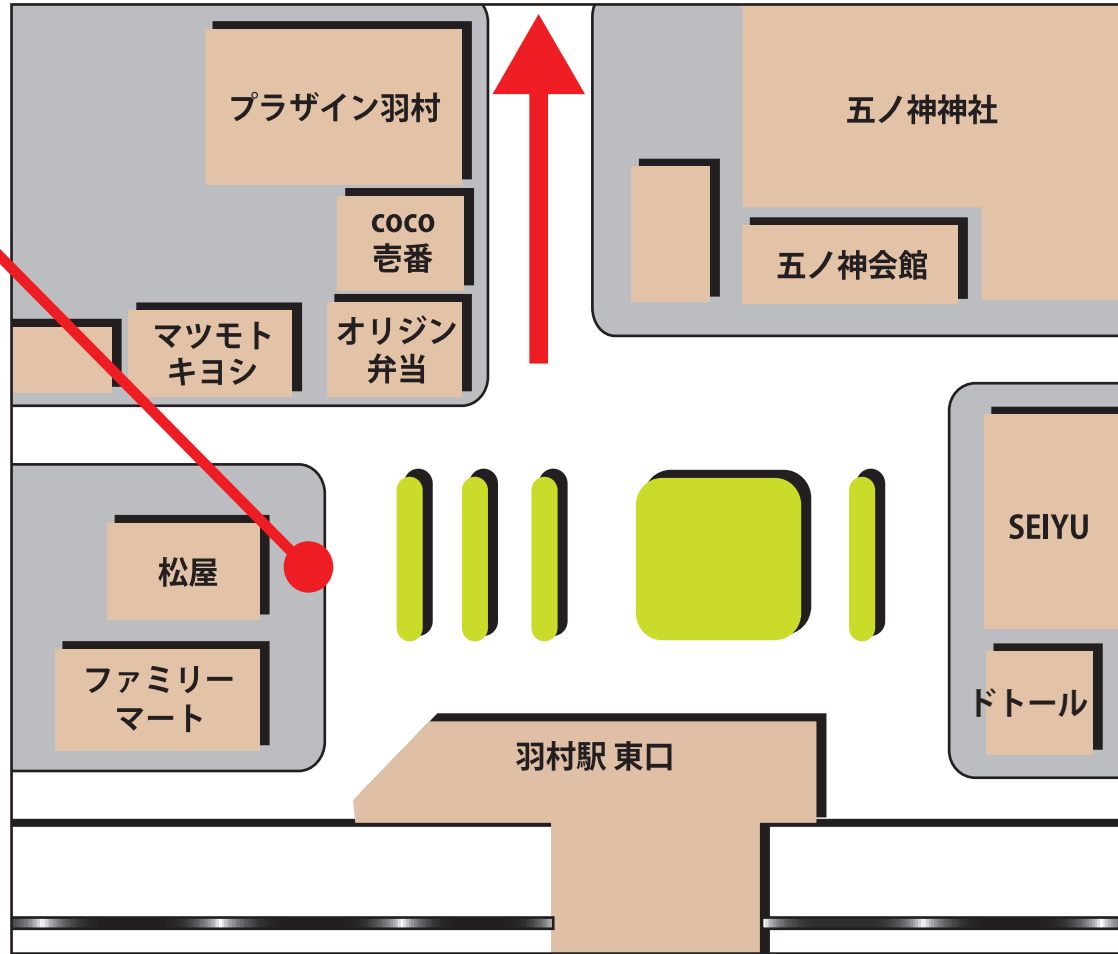 プラザイン羽村
五ノ神神社
coco
壱番
五ノ神会館
マツモト
キヨシ
オリジン
弁当
SEIYU
松屋
ファミリー
マート
ドトール
羽村駅 東口